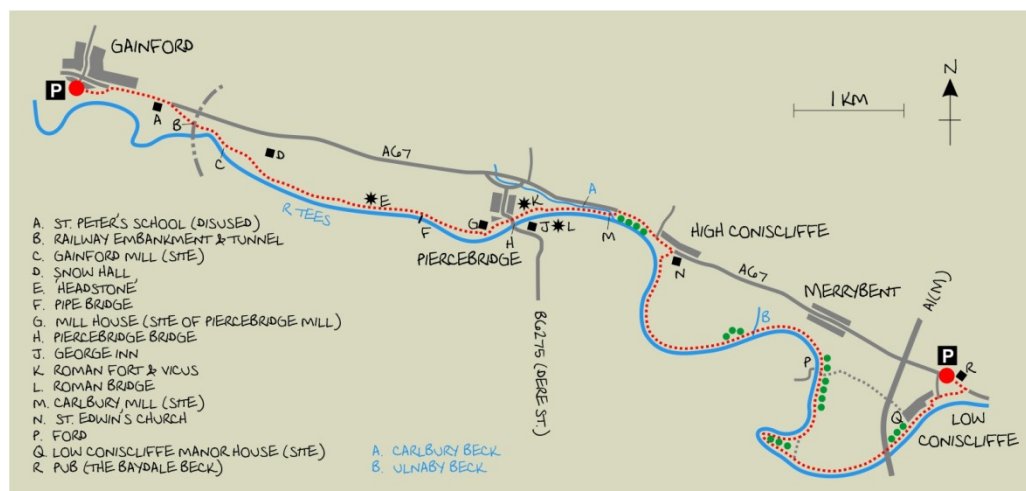 GAINFORD
P
A
B
C
D
R TEES
E
F
A67
G
PIERCEBRIDGE
H
K
J
L
A
M
B6275 (DERE ST.)
N
1 KM
HIGH CONISCLIFFE
N
A67
MERRYBENT
A1(M)
B
P
P
R
Q
LOW
CONISCLIFFE
A. ST. PETER'S SCHOOL (DISUSED)
B. RAILWAY EMBANKMENT & TUNNEL
C. GAINFORD MILL (SITE)
D. SNOW HALL
E. 'HEADSTONE'
F. PIPE BRIDGE
G. MILL HOUSE (SITE OF PIERCEBRIDGE MILL)
H. PIERCEBRIDGE BRIDGE
J. GEORGE INN
K. ROMAN FORT & VICUS
L. ROMAN BRIDGE
M. CARLBURY MILL (SITE)
N. ST. EDWIN'S CHURCH
P. FORD
Q LOW CONISCLIFFE MANOR HOUSE (SITE)
R PUB (THE BAYDALE BECK)
A. CARLBURY BECK
B. ULNABY BECK